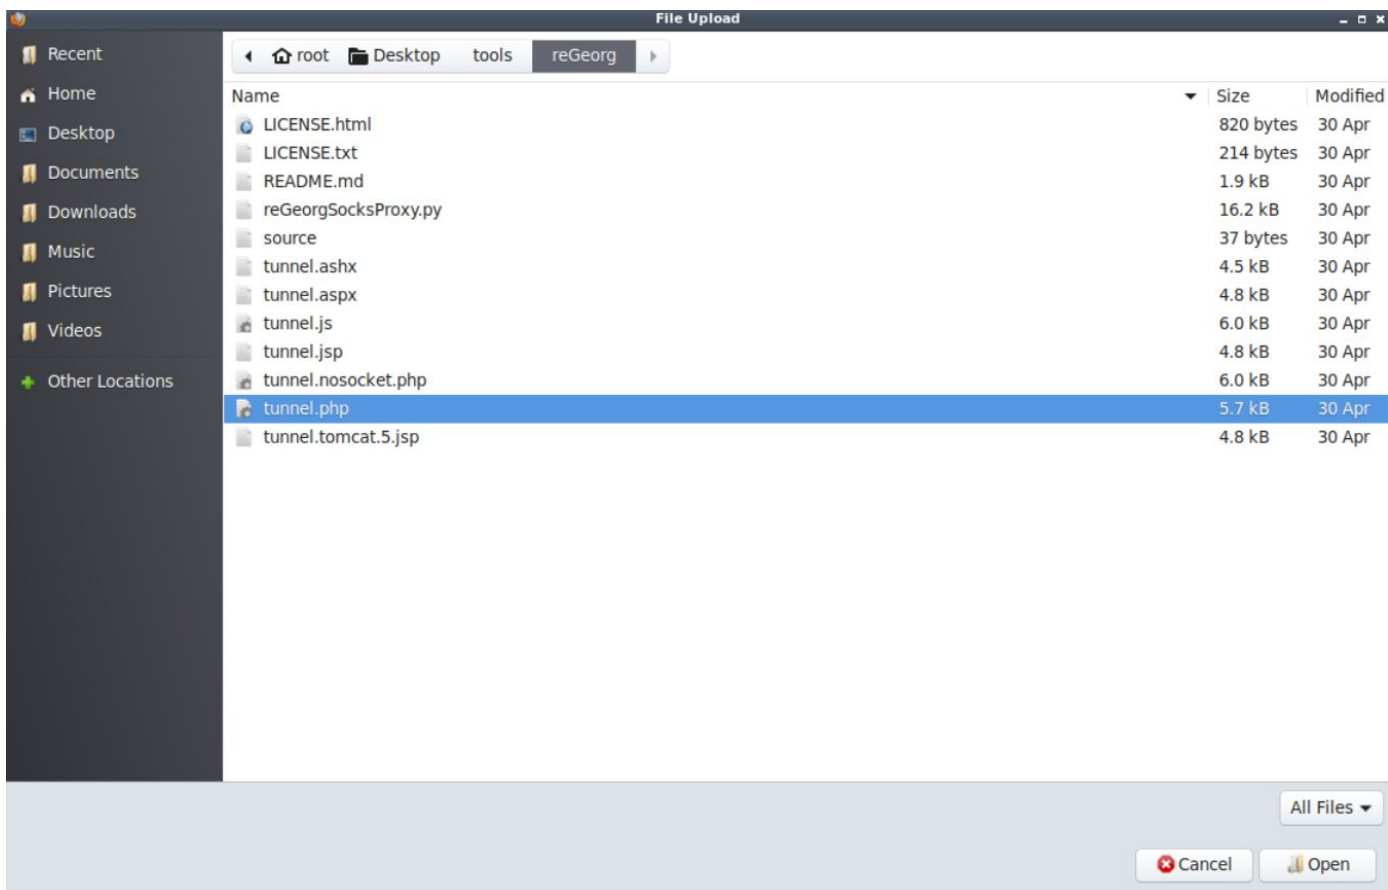 File Upload
Recent
Home
Desktop
Documents
Downloads
Music
Pictures
Videos
Other Locations
root Desktop tools reGeorg
Name Size Modified
LICENSE.html 820 bytes 30 Apr
LICENSE.txt 214 bytes 30 Apr
README.md 1.9 kB 30 Apr
reGeorgSocksProxy.py 16.2 kB 30 Apr
source 37 bytes 30 Apr
tunnel.ashx 4.5 kB 30 Apr
tunnel.aspx 4.8 kB 30 Apr
tunnel.js 6.0 kB 30 Apr
tunnel.jsp 4.8 kB 30 Apr
tunnel.nosocket.php 6.0 kB 30 Apr
tunnel.php 5.7 kB 30 Apr
tunnel.tomcat.5.jsp 4.8 kB 30 Apr
All Files
Cancel Open